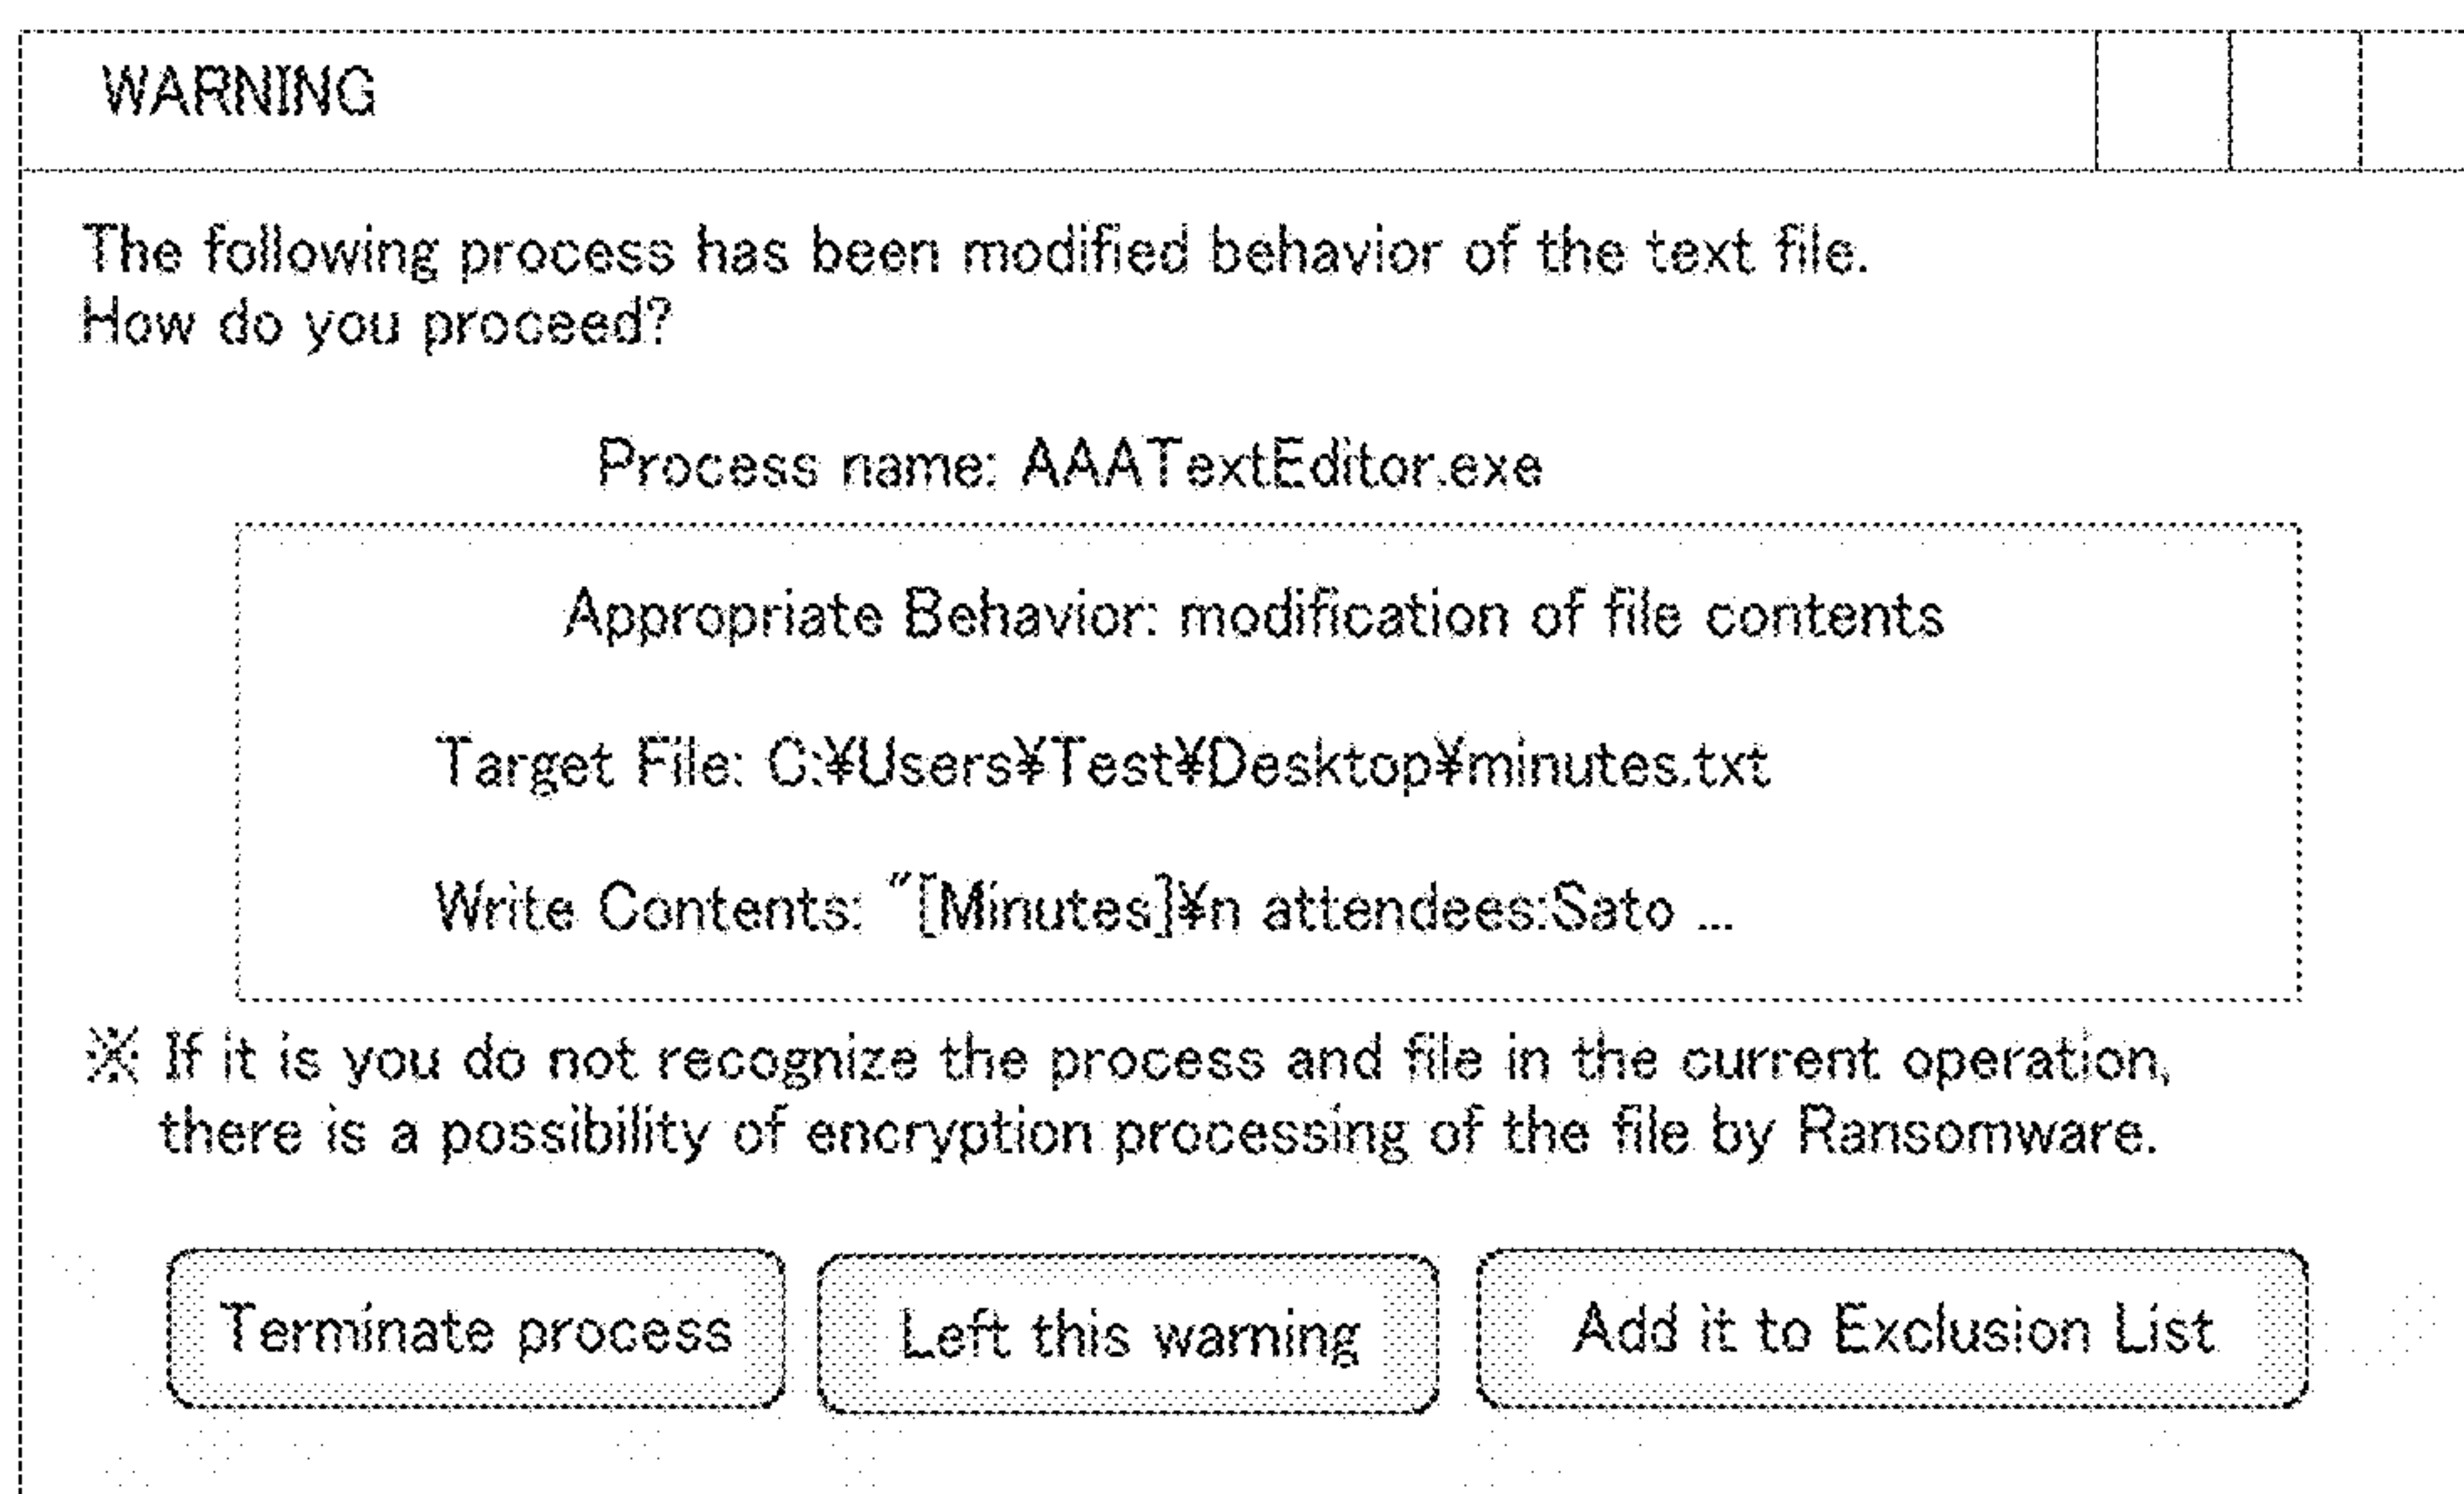 WARNING
The following process has been modified behavior of the text file.
How do you proceed?
Process name: AAATextEditor.exe
Appropriate Behavior: modification of file contents
Target File: C:¥Users¥Test¥Desktop¥minutes.txt
Write Contents: "[Minutes]¥n attendees:Sato ...
※ If it is you do not recognize the process and file in the current operation,
there is a possibility of encryption processing of the file by Ransomware.
Terminate process
Left this warning
Add it to Exclusion List